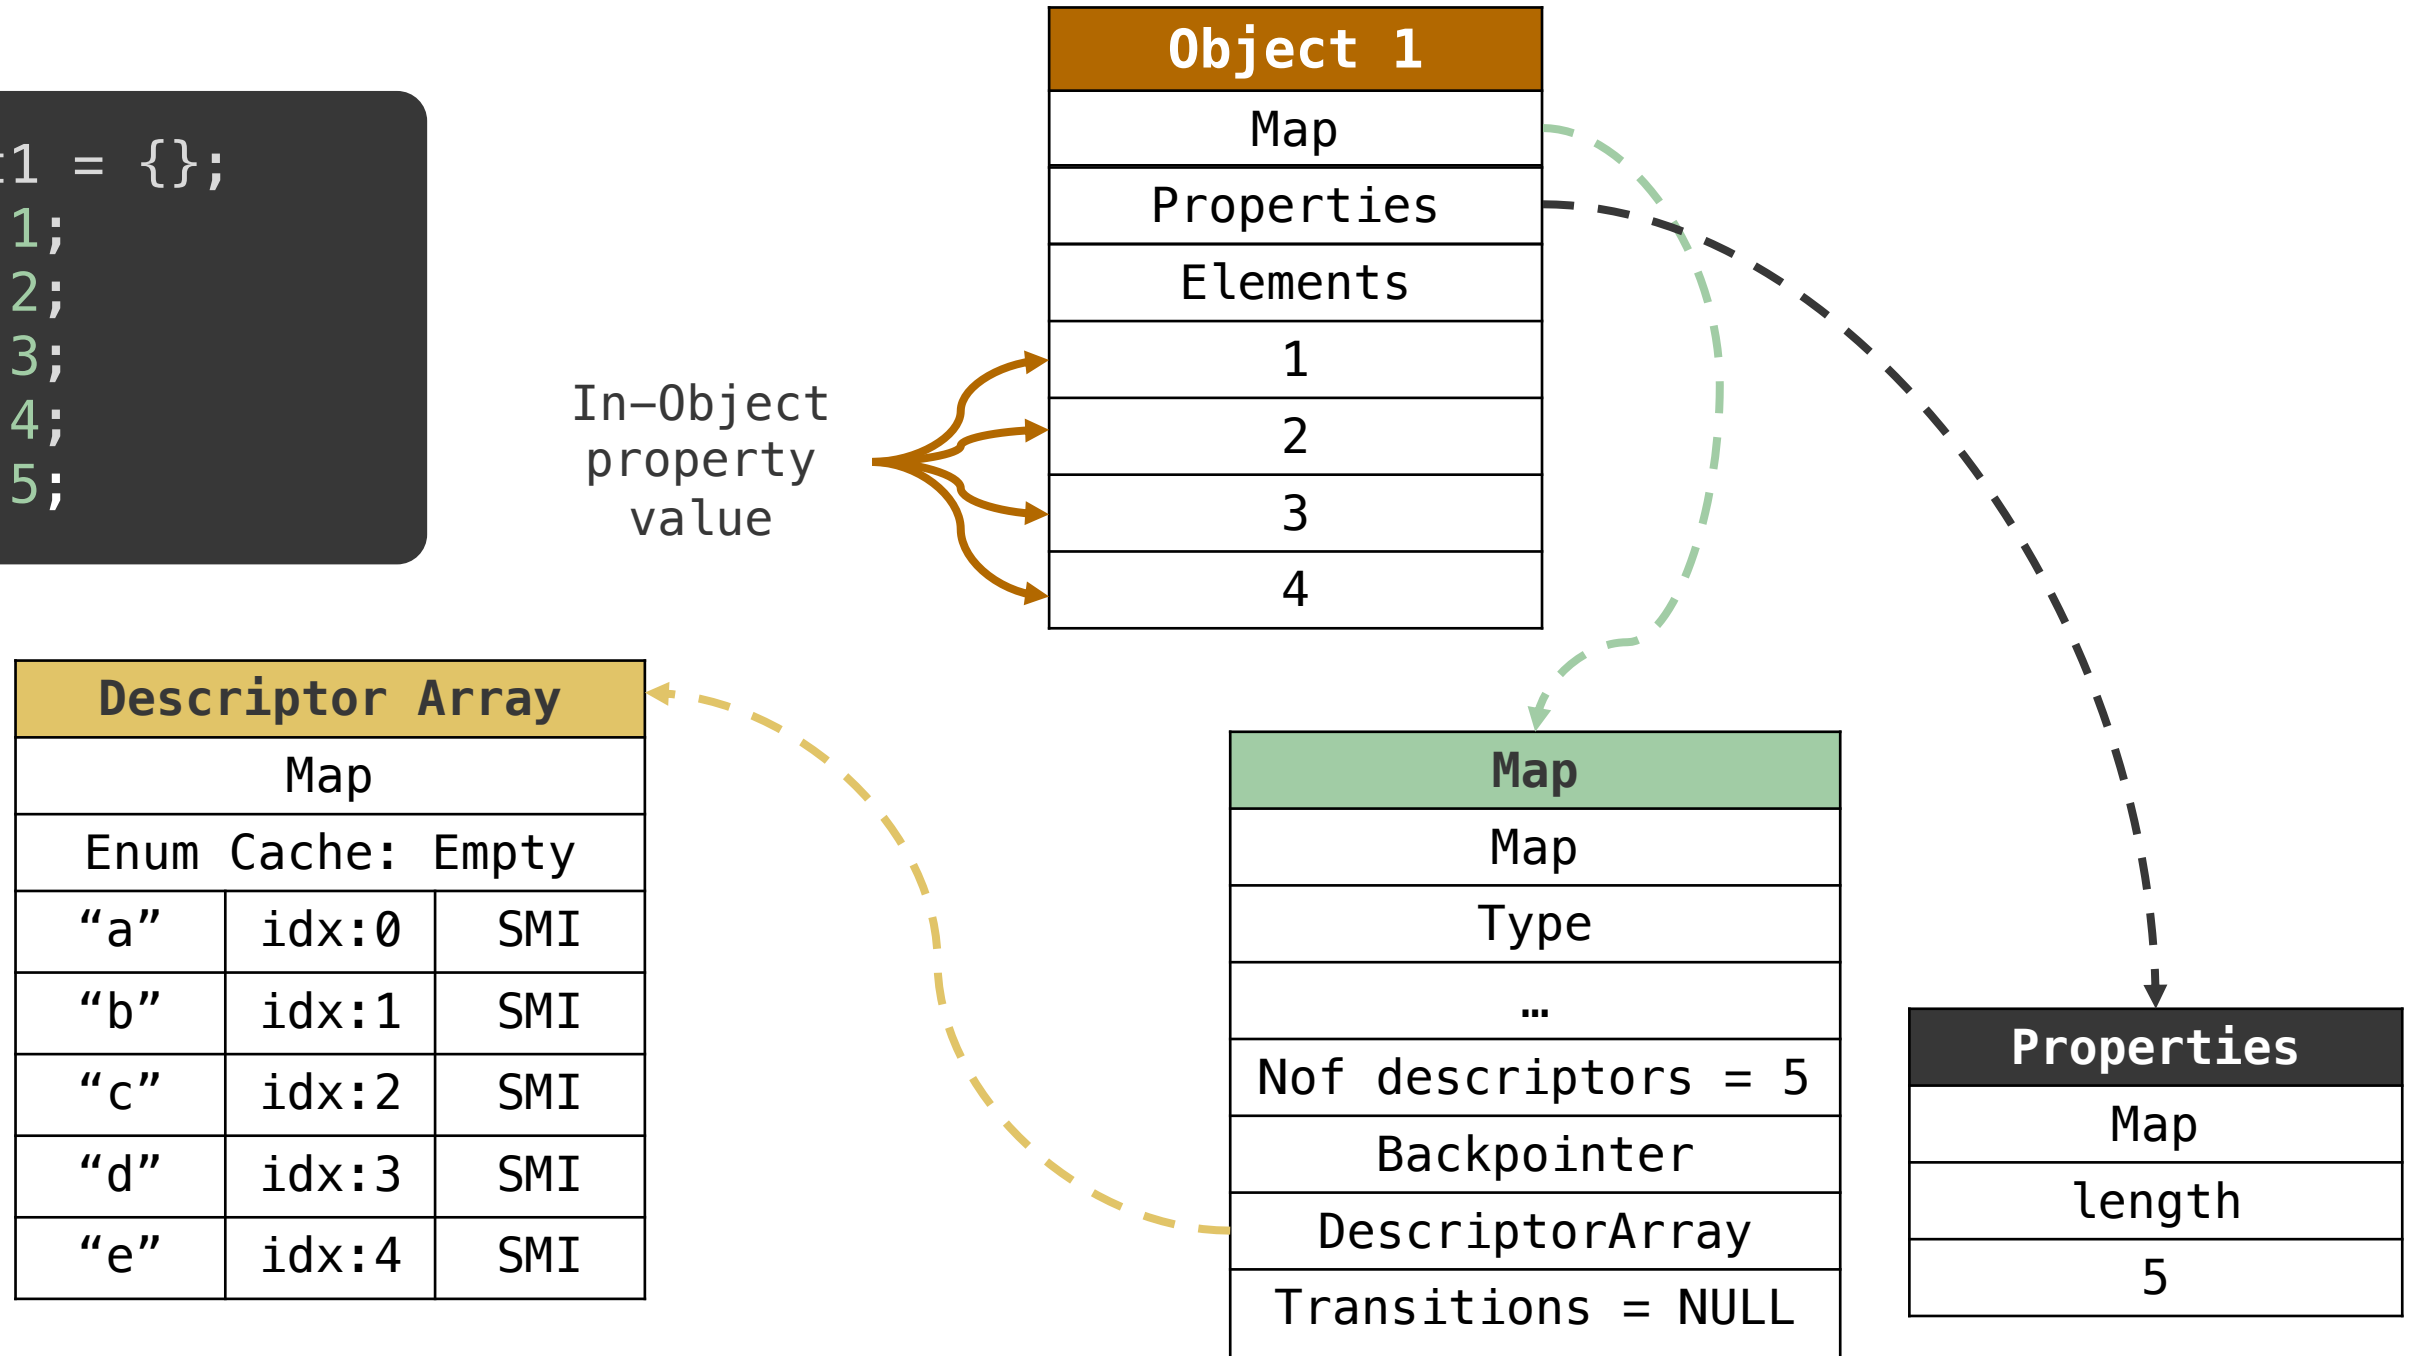 Object 1
Map
Properties
Elements
1
2
3
4
t1 = {};
1;
2;
3;
4;
5;
In–Object
property
value
Descriptor Array
Map
Enum Cache: Empty
“a” idx:0 SMI
“b” idx:1 SMI
“c” idx:2 SMI
“d” idx:3 SMI
“e” idx:4 SMI
Map
Map
Type
…
Nof descriptors = 5
Backpointer
DescriptorArray
Transitions = NULL
Properties
Map
length
5